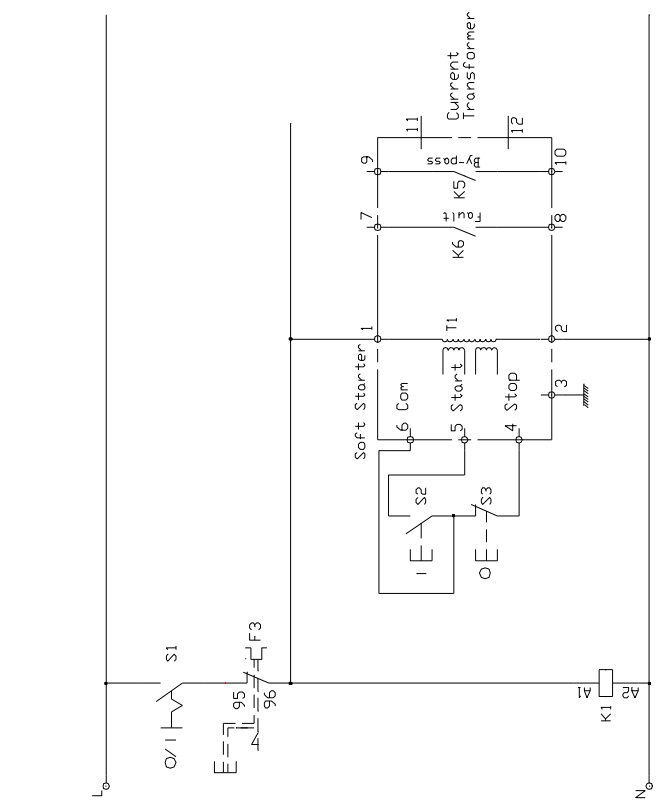 Current
Transformer
11
12
9
By-pass
10
K5
7
Fault
8
K6
1
T1
2
Soft Starter
3
6 Com
5 Start
4 Stop
S2
S3
I
O
S1
F3
95
96
O/I
A1
A2
K1
L
N